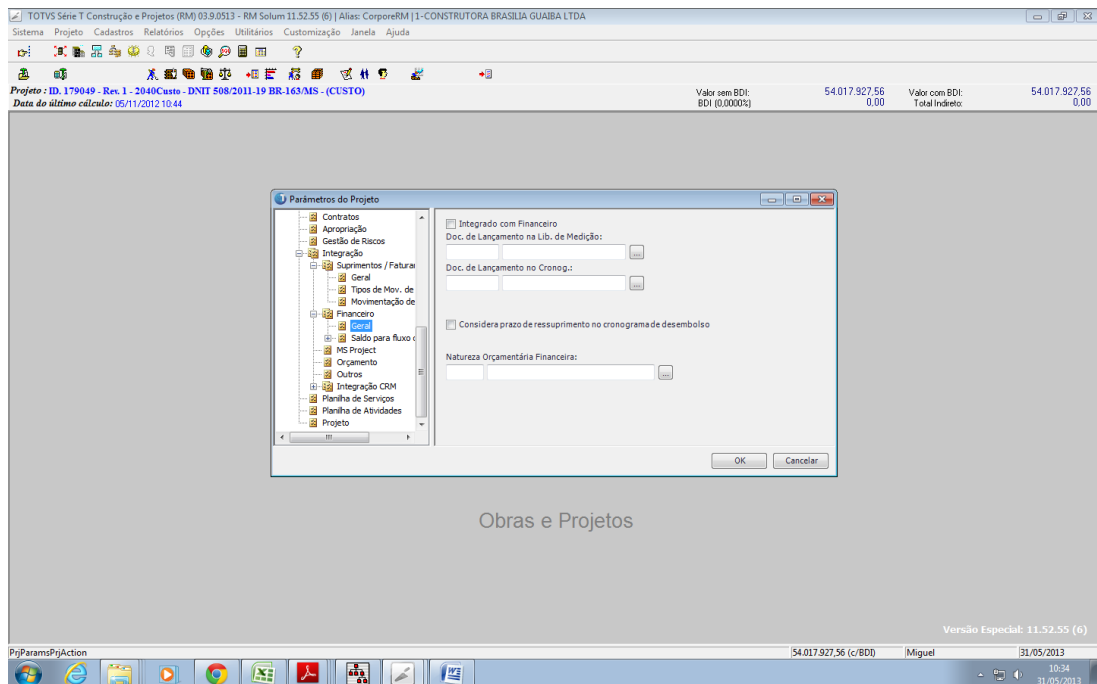 TOTVS Série T Construção e Projetos (RM) 03.9.0513 - RM Solum 11.52.55 (6) | Alias: CorporeRM | 1-CONSTRUTORA BRASILIA GUAIBA LTDA
Sistema Projeto Cadastros Relatórios Opções Utilitários Customização Janela Ajuda
Projeto : ID. 179049 - Rev. 1 - 2040Custo - DNIT 508/2011-19 BR-163/MS - (CUSTO)
Valor sem BDI: 54.017.927,56 Valor com BDI: 54.017.927,56
Data do último cálculo: 05/11/2012 10:44
BDI (0,0000%) 0,00 Total Indireto: 0,00
Parâmetros do Projeto
Contratos
Apropriação
Gestão de Riscos
Integração
Suprimentos / Fatura
Geral
Tipos de Mov. de
Movimentação de
Financeiro
Geral
Saldo para fluxo
MS Project
Orçamento
Outros
Integração CRM
Planilha de Serviços
Planilha de Atividades
Projeto
Integrado com Financeiro
Doc. de Lançamento na Lib. de Medição:
...
Doc. de Lançamento no Cronog.:
...
Considera prazo de ressuprimento no cronograma de desembolso
Natureza Orçamentária Financeira:
...
OK Cancelar
Obras e Projetos
Versão Especial: 11.52.55 (6)
PrjParamsPrjAction 54.017.927,56 (c/BDI) Miguel 31/05/2013
10:34
31/05/2013